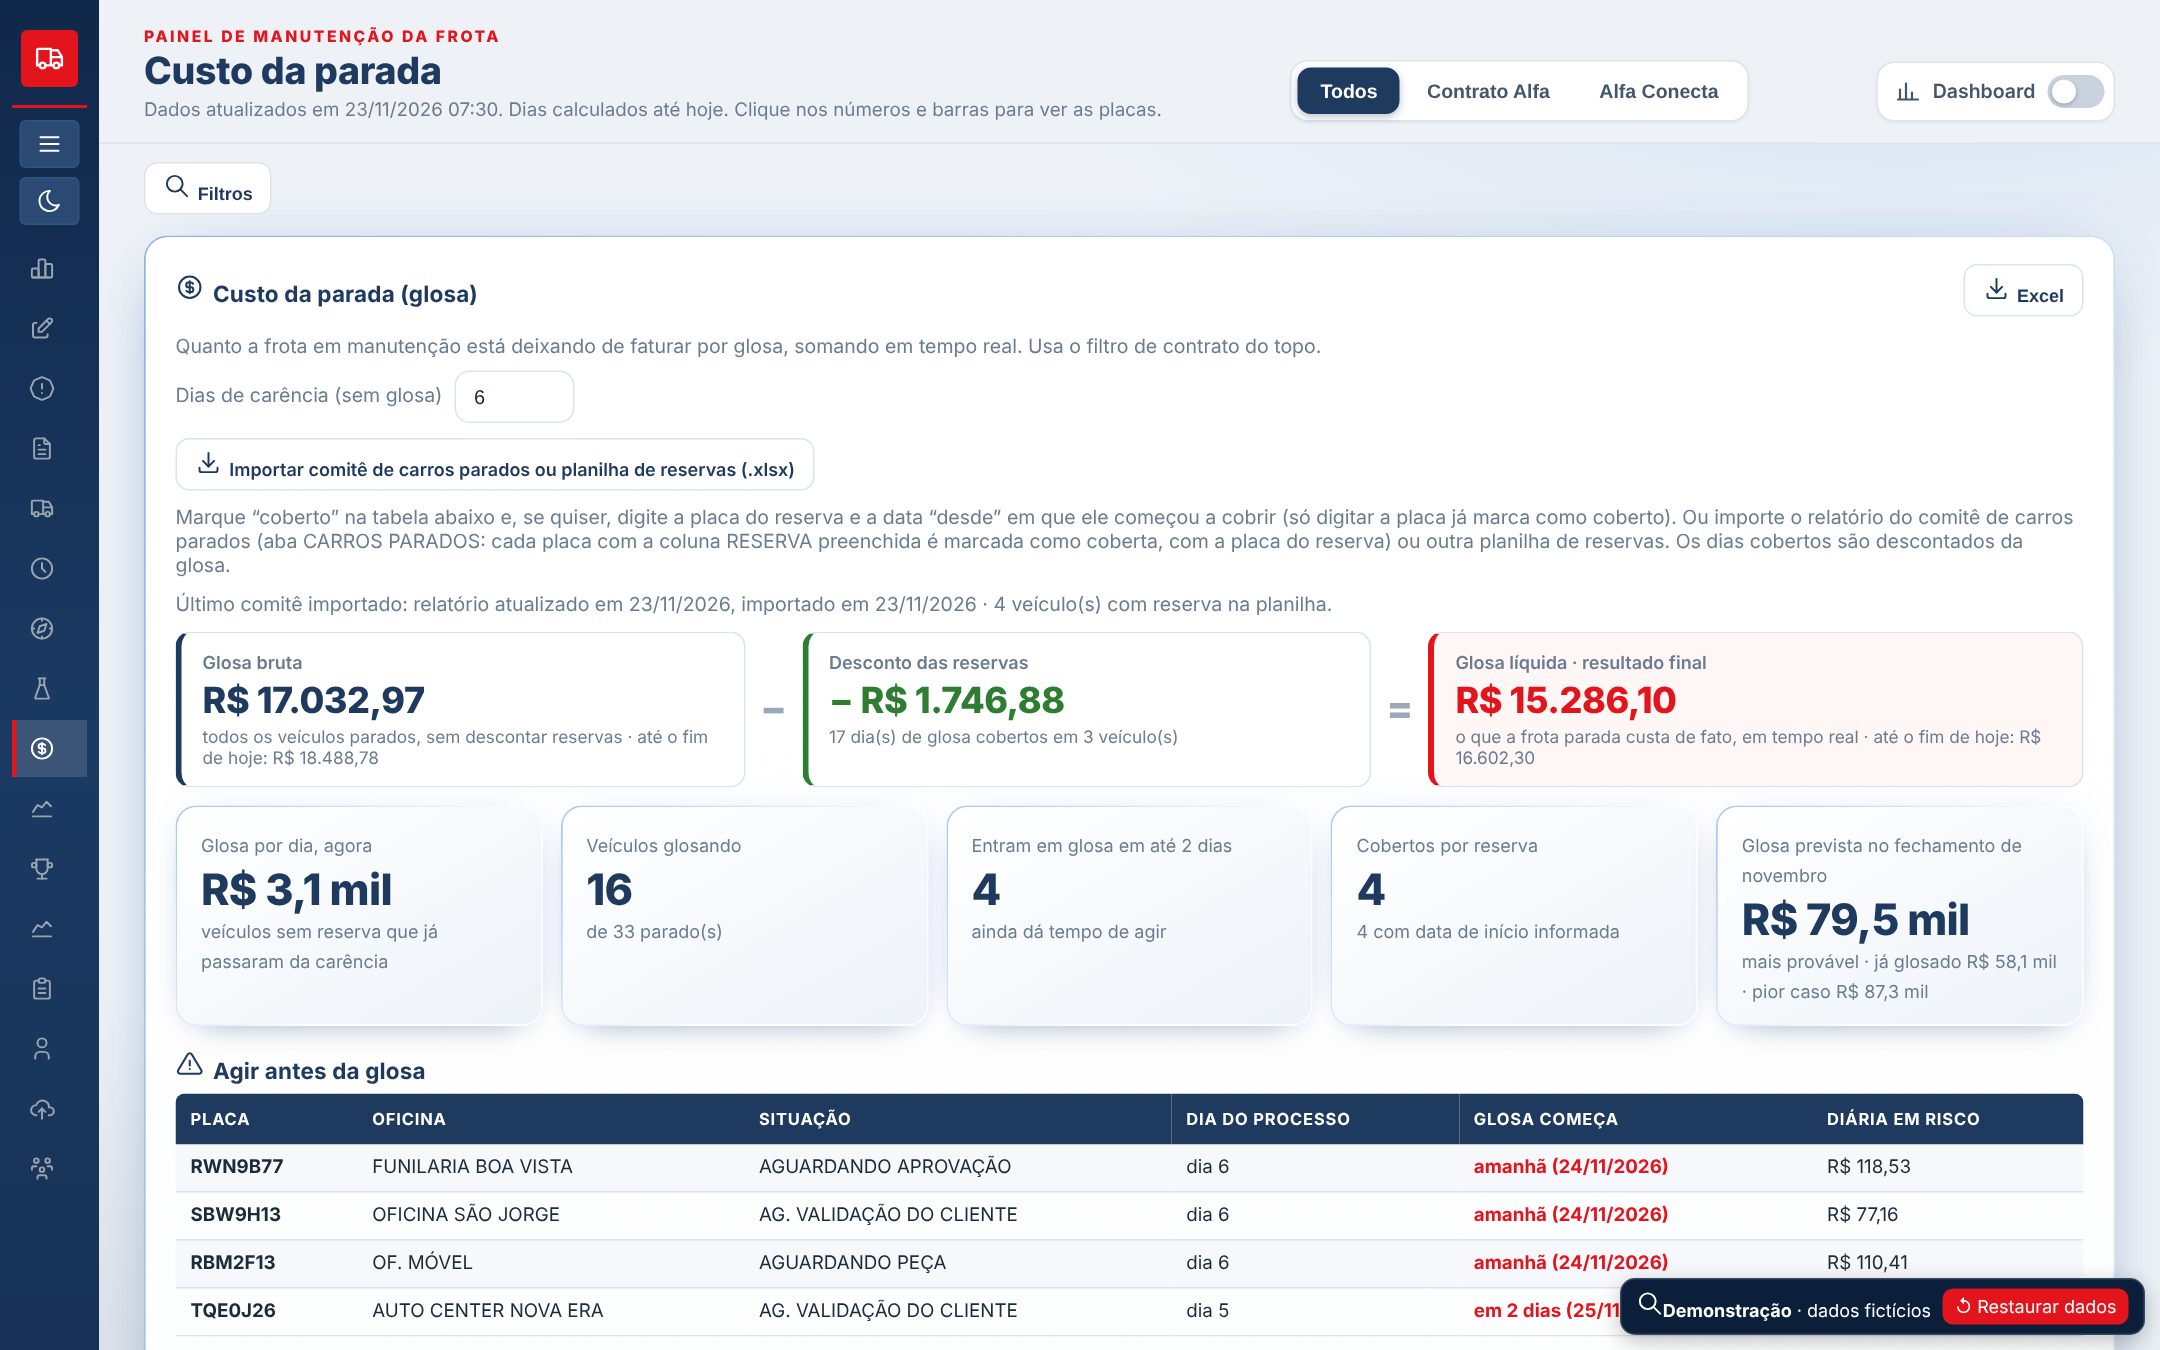 PAINEL DE MANUTENÇÃO DA FROTA
Custo da parada
Dados atualizados em 23/11/2026 07:30. Dias calculados até hoje. Clique nos números e barras para ver as placas.
Todos
Contrato Alfa
Alfa Conecta
Dashboard
Filtros
Custo da parada (glosa)
Excel
Quanto a frota em manutenção está deixando de faturar por glosa, somando em tempo real. Usa o filtro de contrato do topo.
Dias de carência (sem glosa)
6
Importar comitê de carros parados ou planilha de reservas (.xlsx)
Marque “coberto” na tabela abaixo e, se quiser, digite a placa do reserva e a data “desde” em que ele começou a cobrir (só digitar a placa já marca como coberto). Ou importe o relatório do comitê de carros
parados (aba CARROS PARADOS: cada placa com a coluna RESERVA preenchida é marcada como coberta, com a placa do reserva) ou outra planilha de reservas. Os dias cobertos são descontados da
glosa.
Último comitê importado: relatório atualizado em 23/11/2026, importado em 23/11/2026 · 4 veículo(s) com reserva na planilha.
Glosa bruta
R$ 17.032,97
todos os veículos parados, sem descontar reservas · até o fim
de hoje: R$ 18.488,78
–
Desconto das reservas
– R$ 1.746,88
17 dia(s) de glosa cobertos em 3 veículo(s)
=
Glosa líquida · resultado final
R$ 15.286,10
o que a frota parada custa de fato, em tempo real · até o fim de hoje: R$
16.602,30
Glosa por dia, agora
R$ 3,1 mil
veículos sem reserva que já
passaram da carência
Veículos glosando
16
de 33 parado(s)
Entram em glosa em até 2 dias
4
ainda dá tempo de agir
Cobertos por reserva
4
4 com data de início informada
Glosa prevista no fechamento de
novembro
R$ 79,5 mil
mais provável · já glosado R$ 58,1 mil
· pior caso R$ 87,3 mil
Agir antes da glosa
PLACA OFICINA SITUAÇÃO DIA DO PROCESSO GLOSA COMEÇA DIÁRIA EM RISCO
RWN9B77 FUNILARIA BOA VISTA AGUARDANDO APROVAÇÃO dia 6 amanhã (24/11/2026) R$ 118,53
SBW9H13 OFICINA SÃO JORGE AG. VALIDAÇÃO DO CLIENTE dia 6 amanhã (24/11/2026) R$ 77,16
RBM2F13 OF. MÓVEL AGUARDANDO PEÇA dia 6 amanhã (24/11/2026) R$ 110,41
TQE0J26 AUTO CENTER NOVA ERA AG. VALIDAÇÃO DO CLIENTE dia 5 em 2 dias (25/11
Demonstração · dados fictícios
Restaurar dados